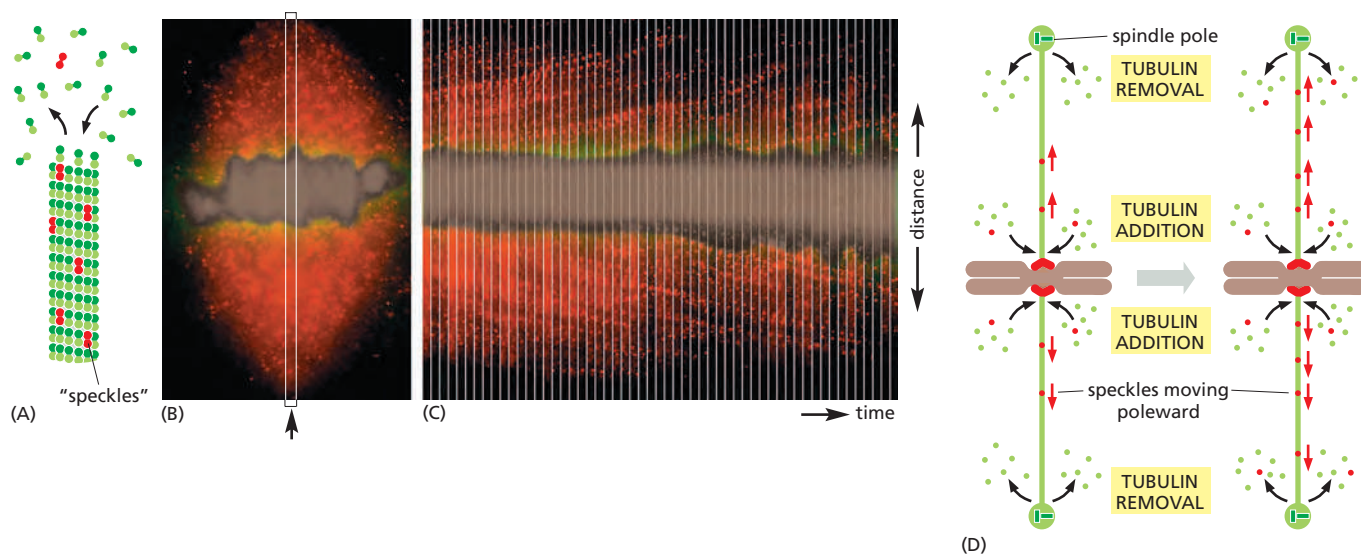 “speckles”
(A)
(B)
(C)
time
distance
spindle pole
TUBULIN
REMOVAL
TUBULIN
ADDITION
TUBULIN
ADDITION
speckles moving
poleward
TUBULIN
REMOVAL
(D)